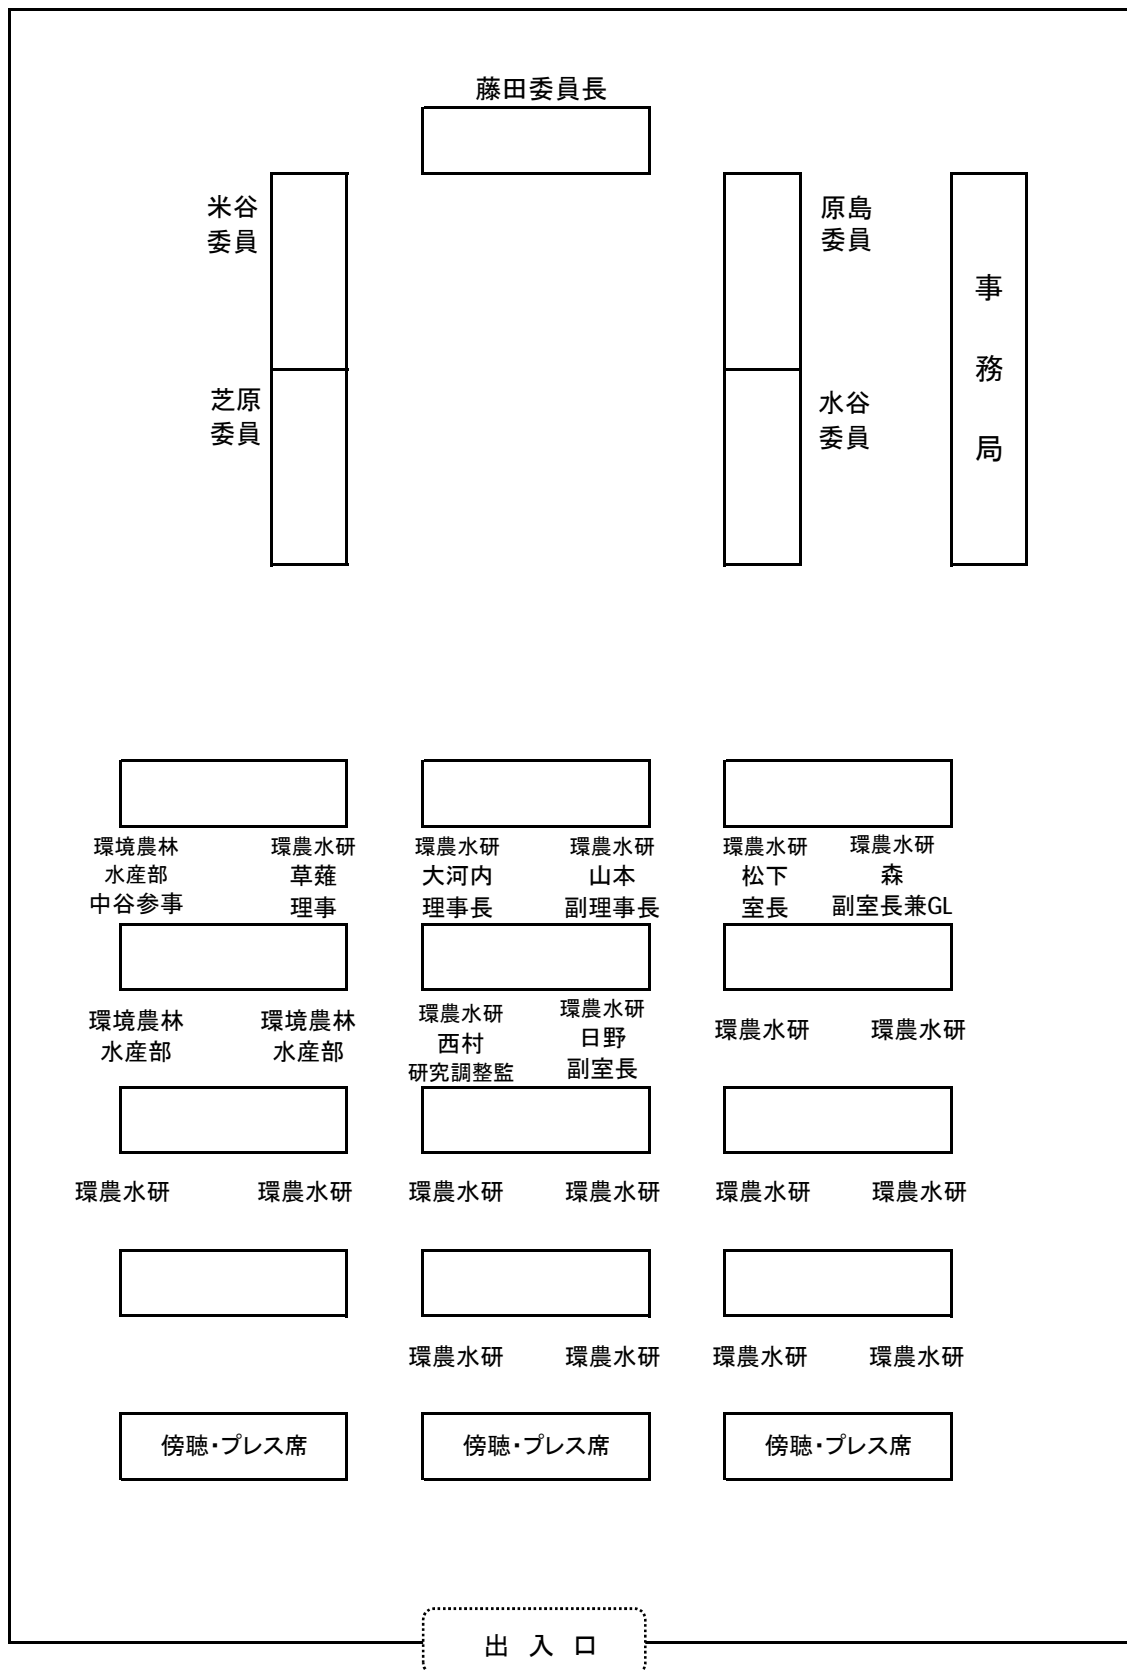 藤田委員長
米谷
委員
原島
委員
事
務
局
芝原
委員
水谷
委員
環境農林
水産部
中谷参事
環農水研
草薙
理事
環農水研
大河内
理事長
環農水研
山本
副理事長
環農水研
松下
室長
環農水研
森
副室長兼GL
環境農林
水産部
環境農林
水産部
環農水研
西村
研究調整監
環農水研
日野
副室長
環農水研
環農水研
環農水研
環農水研
環農水研
環農水研
環農水研
環農水研
環農水研
環農水研
環農水研
環農水研
傍聴・プレス席
傍聴・プレス席
傍聴・プレス席
出 入 口